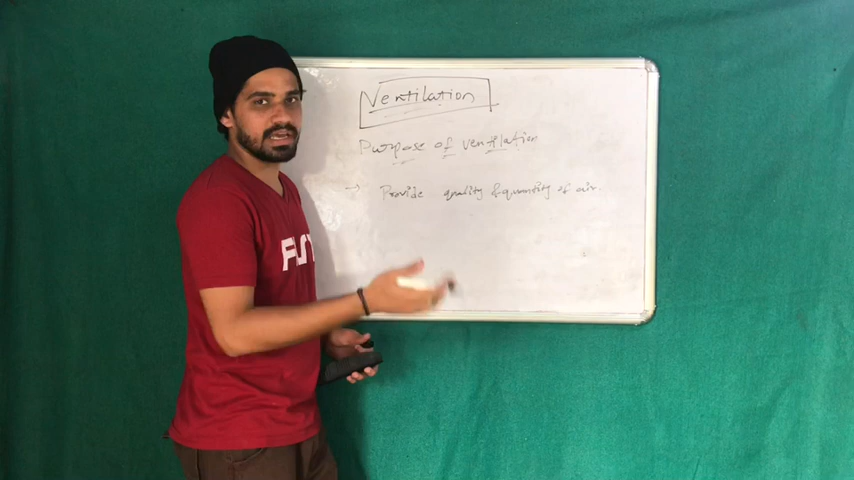 Ventilation
Purpose of ventilation
→ Provide quality & quantity of air.